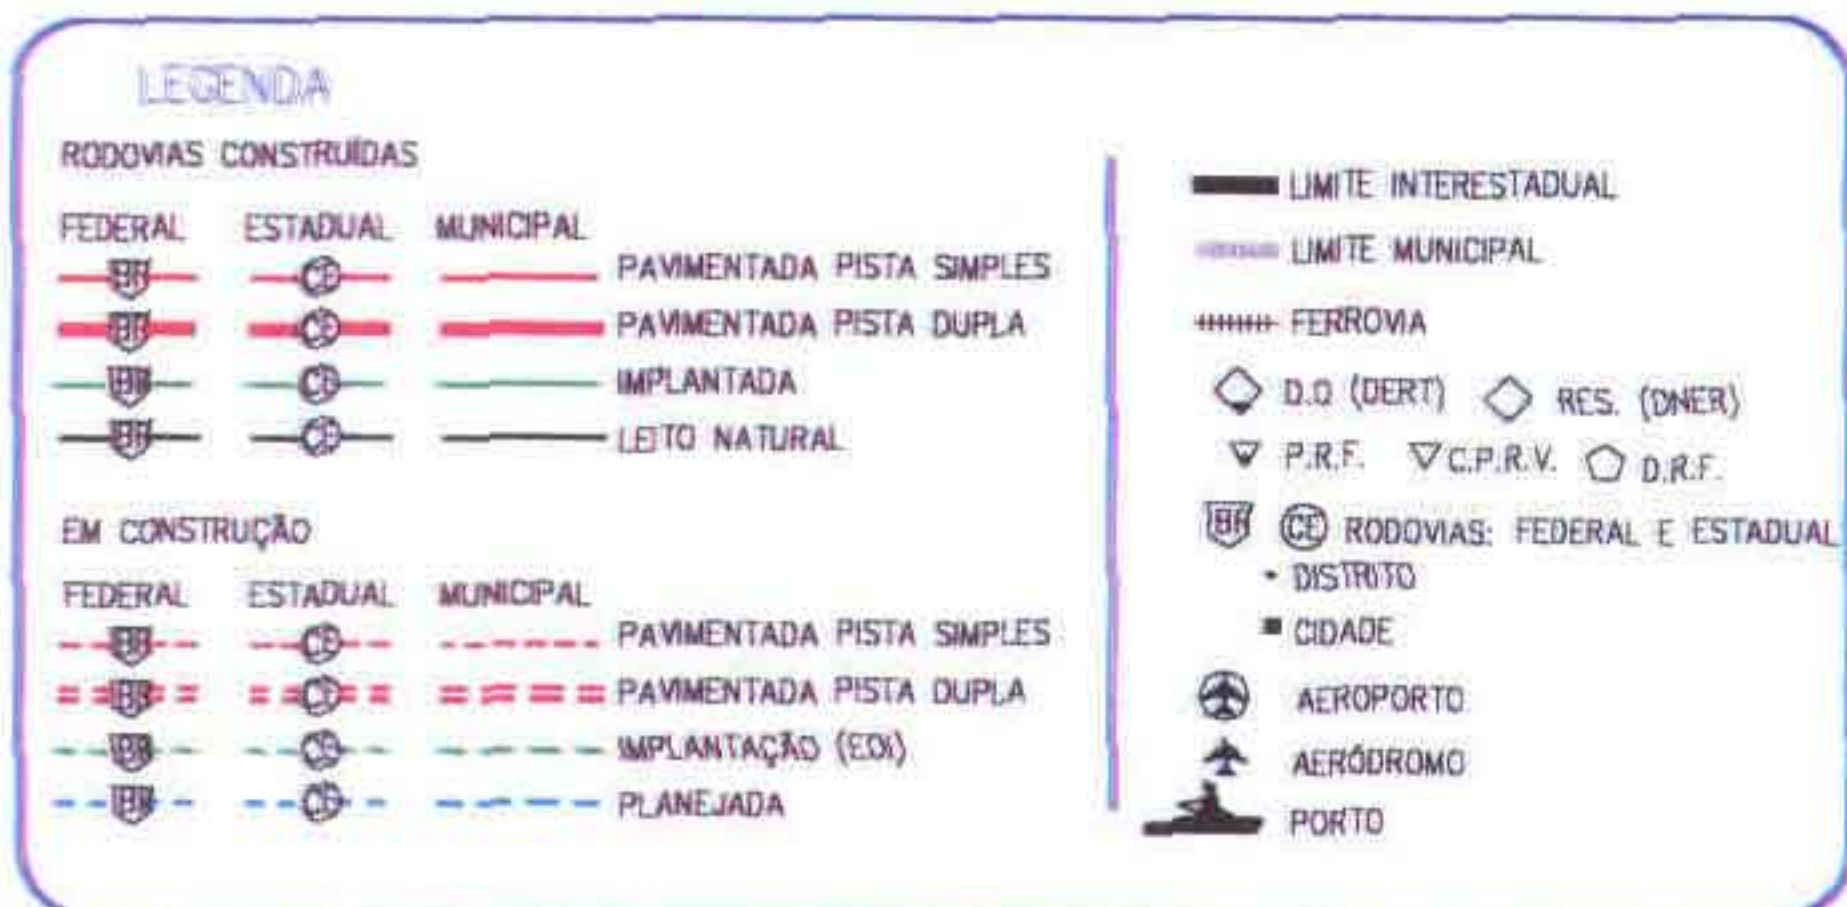 LEGENDA
RODOVIAS CONSTRUÍDAS
FEDERAL ESTADUAL MUNICIPAL
BR CE PAVIMENTADA PISTA SIMPLES
BR CE PAVIMENTADA PISTA DUPLA
BR CE IMPLANTADA
BR CE LEITO NATURAL
EM CONSTRUÇÃO
FEDERAL ESTADUAL MUNICIPAL
BR CE PAVIMENTADA PISTA SIMPLES
BR CE PAVIMENTADA PISTA DUPLA
BR CE IMPLANTAÇÃO (EOI)
BR CE PLANEJADA
LIMITE INTERESTADUAL
LIMITE MUNICIPAL
FERROVIA
D.O (DERT) RES. (DNER)
P.R.F. C.P.R.V. D.R.F.
BR CE RODOVIAS: FEDERAL E ESTADUAL
DISTRITO
CIDADE
AEROPORTO
AERÓDROMO
PORTO